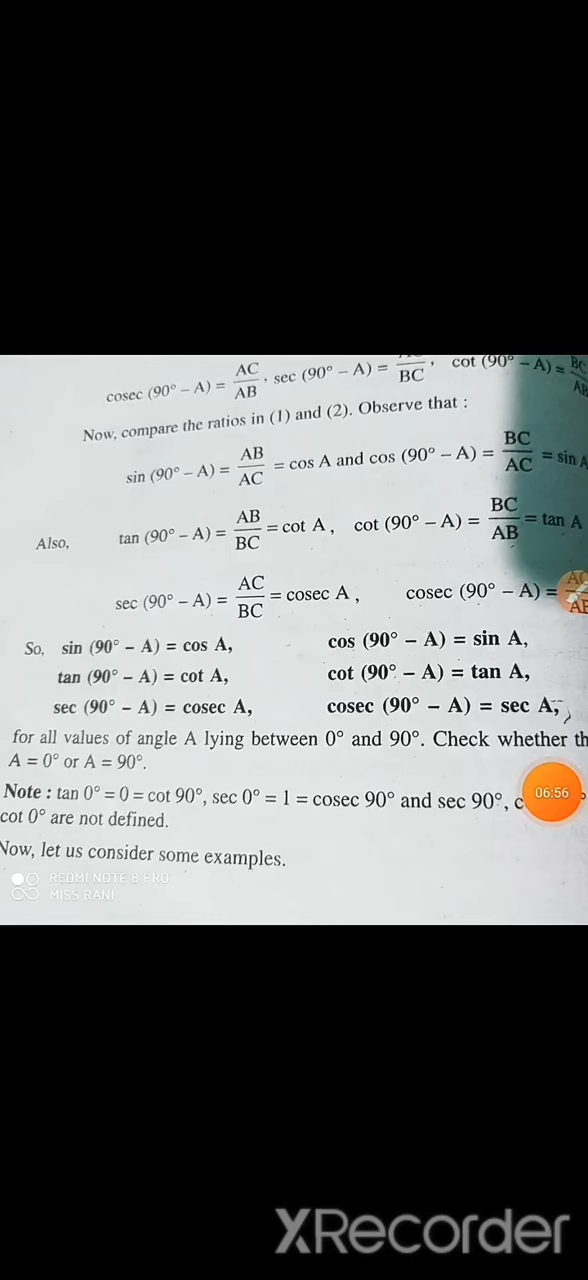 cosec (90° – A) = AC/AB, sec (90° – A) = /BC, cot (90° – A) = BC/AB
Now, compare the ratios in (1) and (2). Observe that :
sin (90° – A) = AB/AC = cos A and cos (90° – A) = BC/AC = sin A
Also, tan (90° – A) = AB/BC = cot A, cot (90° – A) = BC/AB = tan A
sec (90° – A) = AC/BC = cosec A, cosec (90° – A) = AC/AB
So, sin (90° – A) = cos A, cos (90° – A) = sin A,
tan (90° – A) = cot A, cot (90° – A) = tan A,
sec (90° – A) = cosec A, cosec (90° – A) = sec A,
for all values of angle A lying between 0° and 90°. Check whether th
A = 0° or A = 90°.
Note : tan 0° = 0 = cot 90°, sec 0° = 1 = cosec 90° and sec 90°, c
06:56
cot 0° are not defined.
Now, let us consider some examples.
REDMI NOTE 8 PRO
MISS RANI
XRecorder